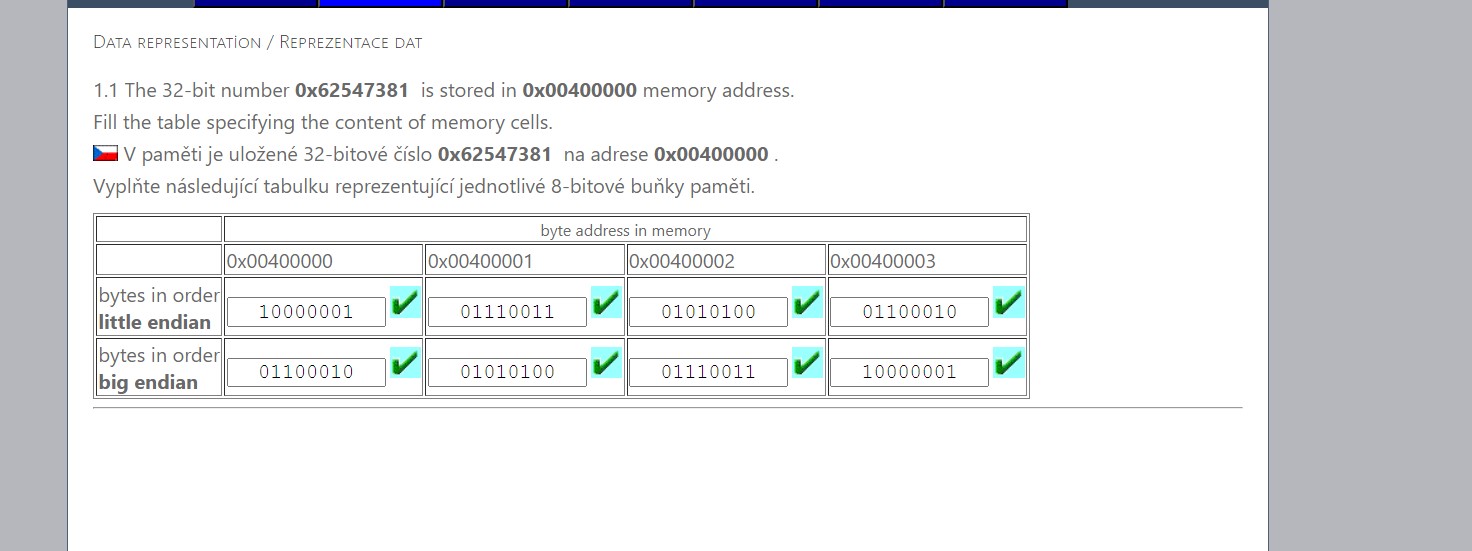 Data representation / Reprezentace dat
1.1 The 32-bit number 0x62547381 is stored in 0x00400000 memory address.
Fill the table specifying the content of memory cells.
V paměti je uložené 32-bitové číslo 0x62547381 na adrese 0x00400000 .
Vyplňte následující tabulku reprezentující jednotlivé 8-bitové buňky paměti.
byte address in memory
0x00400000 0x00400001 0x00400002 0x00400003
bytes in order
little endian 10000001 01110011 01010100 01100010
bytes in order
big endian 01100010 01010100 01110011 10000001